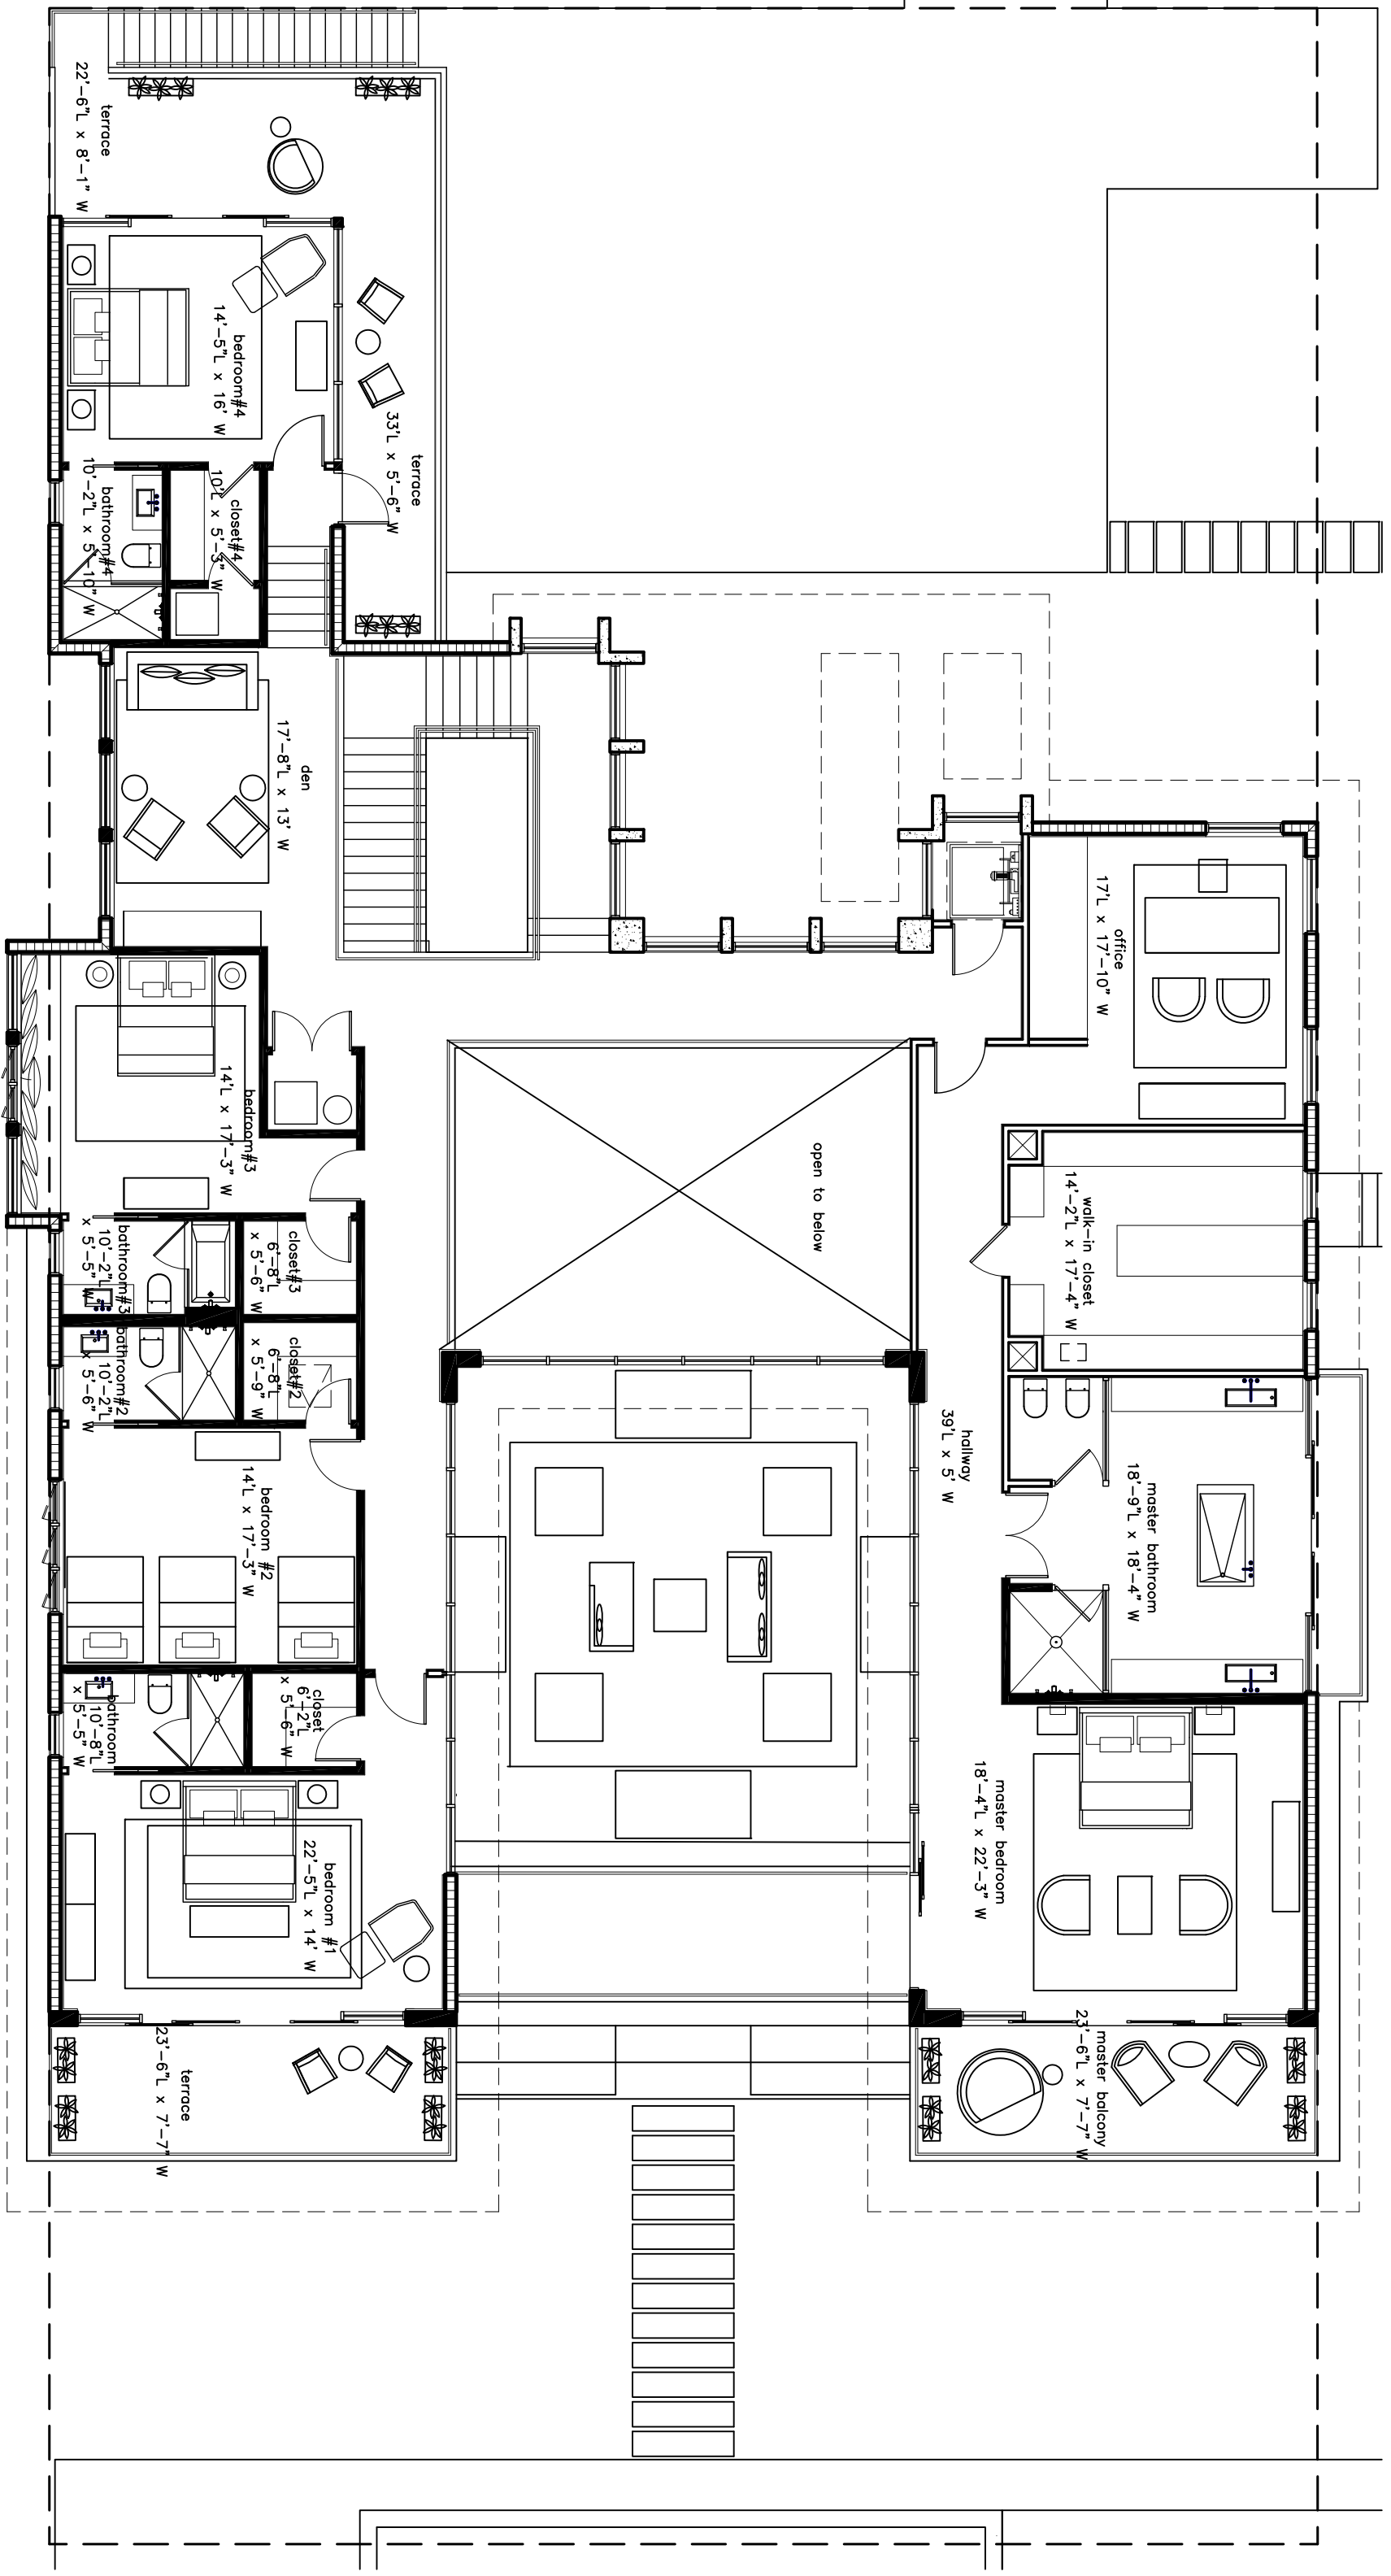 terrace
22'-6"L x 8'-1" W
bedroom#4
14'-5"L x 16' W
terrace
33'L x 5'-6" W
bathroom#4
10'-2"L x 5'-10" W
closet#4
10'L x 5'-3" W
den
17'-8"L x 13' W
office
17'L x 17'-10" W
bedroom#3
14'L x 17'-3" W
open to below
walk-in closet
14'-2"L x 17'-4" W
bathroom#3
10'-2"L
x 5'-5" W
closet#3
6'-8"L
x 5'-6" W
bathroom#2
10'-2"L
x 5'-6" W
closet#2
6'-8"L
x 5'-9" W
hallway
39'L x 5' W
master bathroom
18'-9"L x 18'-4" W
bedroom #2
14'L x 17'-3" W
bathroom
10'-8"L
x 5'-5" W
closet
6'-2"L
x 5'-6" W
master bedroom
18'-4"L x 22'-3" W
bedroom #1
22'-5"L x 14' W
master balcony
23'-6"L x 7'-7" W
terrace
23'-6"L x 7'-7" W